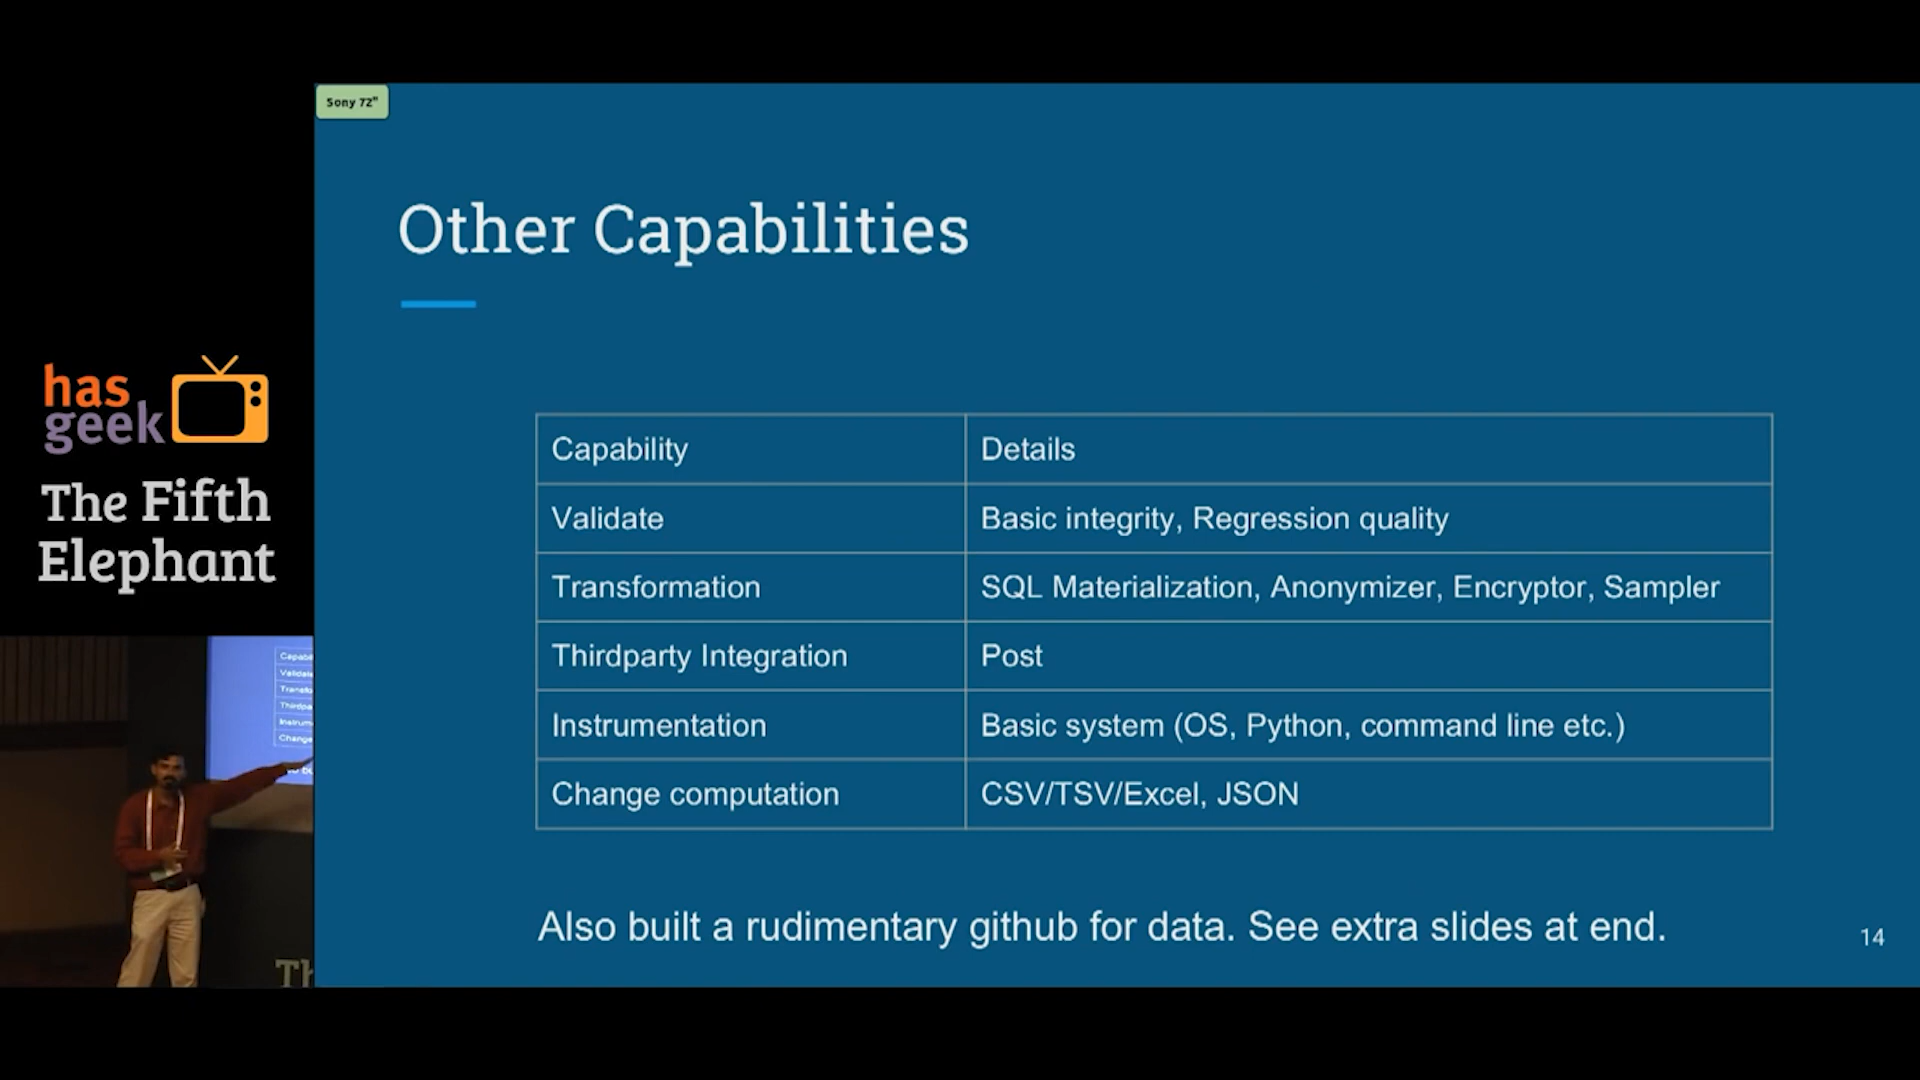 Sony 72"
Other Capabilities
has
geek
The Fifth
Elephant
Capability Details
Validate Basic integrity, Regression quality
Transformation SQL Materialization, Anonymizer, Encryptor, Sampler
Thirdparty Integration Post
Instrumentation Basic system (OS, Python, command line etc.)
Change computation CSV/TSV/Excel, JSON
Also built a rudimentary github for data. See extra slides at end.
14
Th